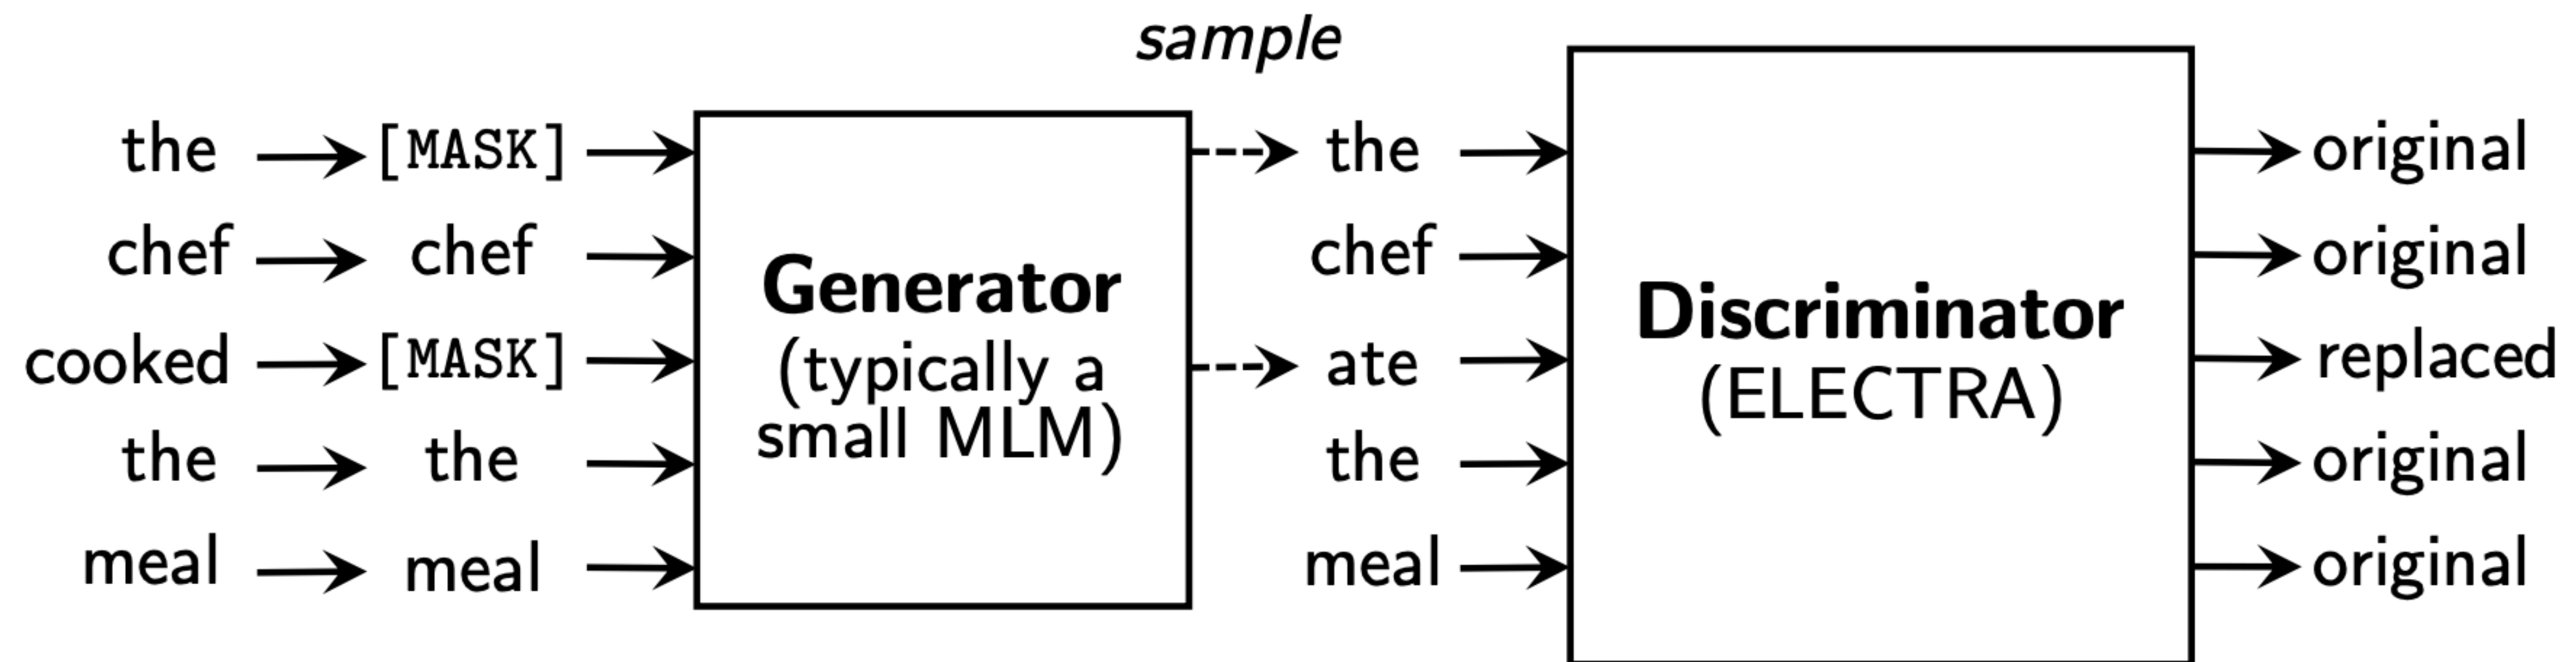 sample
the [MASK] the original
chef chef chef original
cooked [MASK] ate replaced
the the the original
meal meal meal original
Generator
(typically a
small MLM)
Discriminator
(ELECTRA)